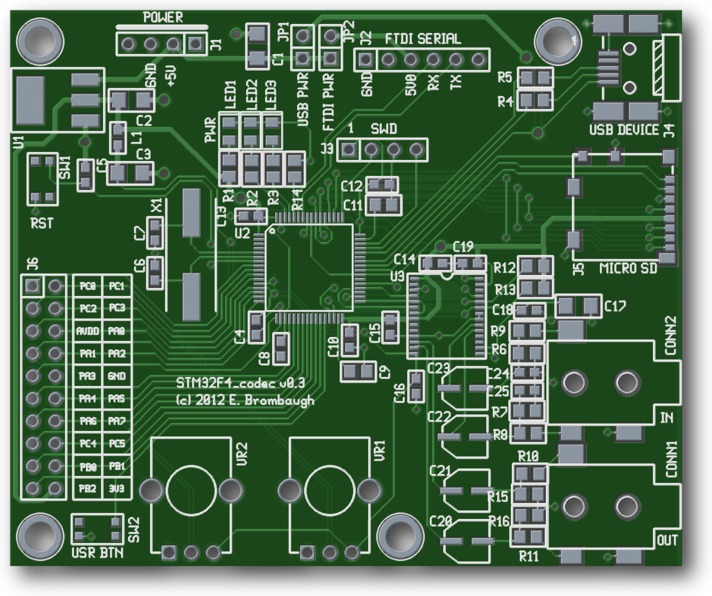 POWER
J1
GND
+5V
JP1
JP2
C1
USB PWR
FTDI PWR
J2
FTDI SERIAL
GND
5V0
RX
TX
R5
R4
USB DEVICE
J4
U1
C2
L1
C3
C5
SW1
RST
LED1
LED2
LED3
PWR
R1
R2
R3
R14
1
SWD
J3
C12
C11
C13
U2
X1
C7
C6
J5
MICRO SD
C14
C19
U3
R12
R13
C18
C17
R9
R6
C24
C25
R7
R8
CONN2
IN
J6
PC0 PC1
PC2 PC3
AVDD PA0
PA1 PA2
PA3 GND
PA4 PA5
PA6 PA7
PC4 PC5
PB0 PB1
PB2 3V3
C4
C8
C10
C15
C9
C16
C23
C22
C21
C20
STM32F4_codec v0.3
(c) 2012 E. Brombaugh
VR2
VR1
R10
R15
R16
R11
CONN1
OUT
SW2
USR BTN